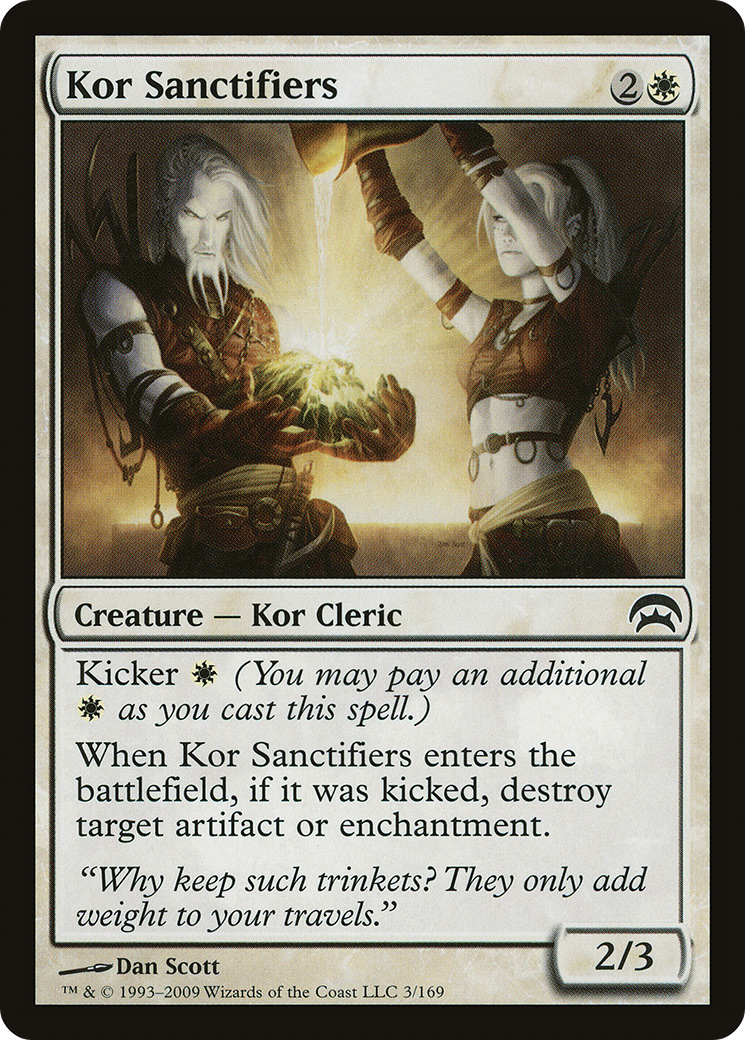 Kor Sanctifiers 2
Creature — Kor Cleric
Kicker (You may pay an additional
as you cast this spell.)
When Kor Sanctifiers enters the
battlefield, if it was kicked, destroy
target artifact or enchantment.
“Why keep such trinkets? They only add
weight to your travels.”
2/3
Dan Scott
™ & © 1993–2009 Wizards of the Coast LLC 3/169